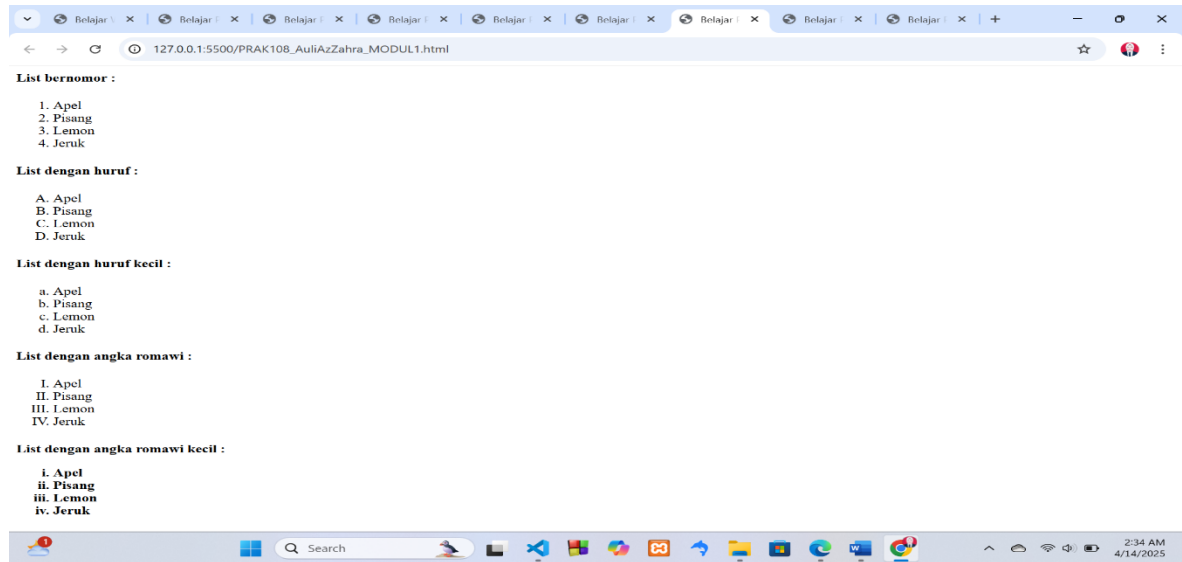 Belajar \ Belajar F Belajar F Belajar F Belajar F Belajar F Belajar F Belajar F Belajar F
127.0.0.1:5500/PRAK108_AuliAzZahra_MODUL1.html
List bernomor :
1. Apel
2. Pisang
3. Lemon
4. Jeruk
List dengan huruf :
A. Apel
B. Pisang
C. Lemon
D. Jeruk
List dengan huruf kecil :
a. Apel
b. Pisang
c. Lemon
d. Jeruk
List dengan angka romawi :
I. Apel
II. Pisang
III. Lemon
IV. Jeruk
List dengan angka romawi kecil :
i. Apel
ii. Pisang
iii. Lemon
iv. Jeruk
1
Search
2:34 AM
4/14/2025